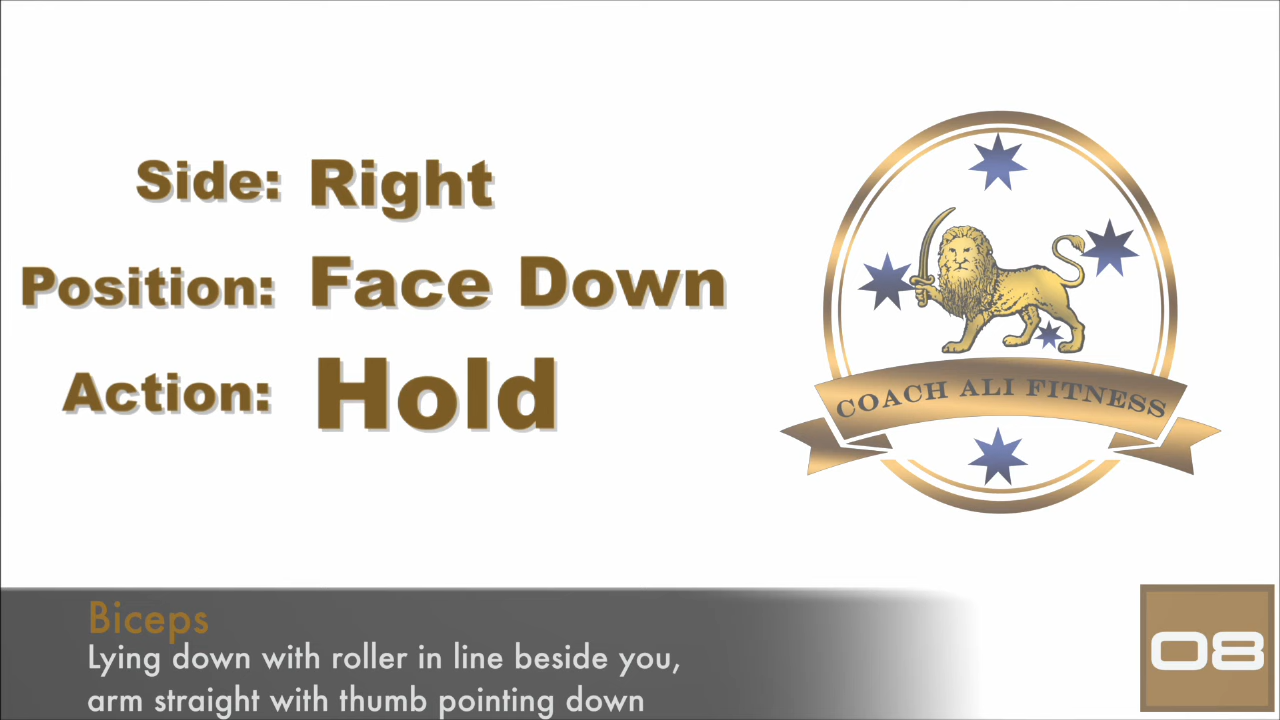 Side: Right
Position: Face Down
Action: Hold
COACH ALI FITNESS
Biceps
Lying down with roller in line beside you,
arm straight with thumb pointing down
08